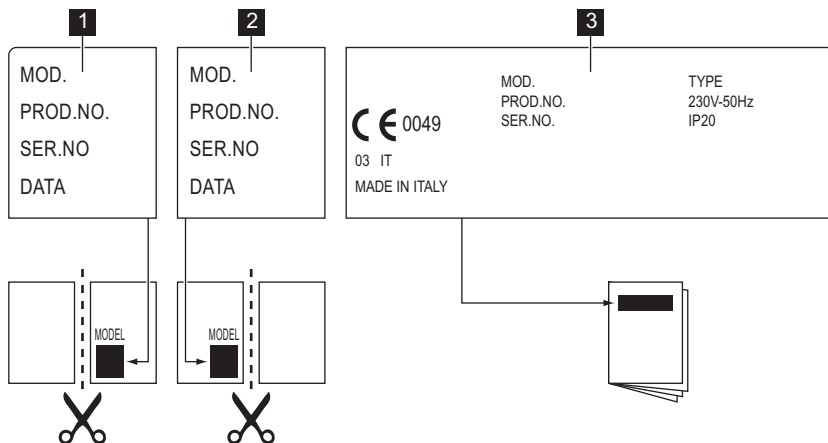 1
MOD.
PROD.NO.
SER.NO
DATA
MODEL
2
MOD.
PROD.NO.
SER.NO
DATA
MODEL
3
CE 0049
03 IT
MADE IN ITALY
MOD.
PROD.NO.
SER.NO.
TYPE
230V-50Hz
IP20